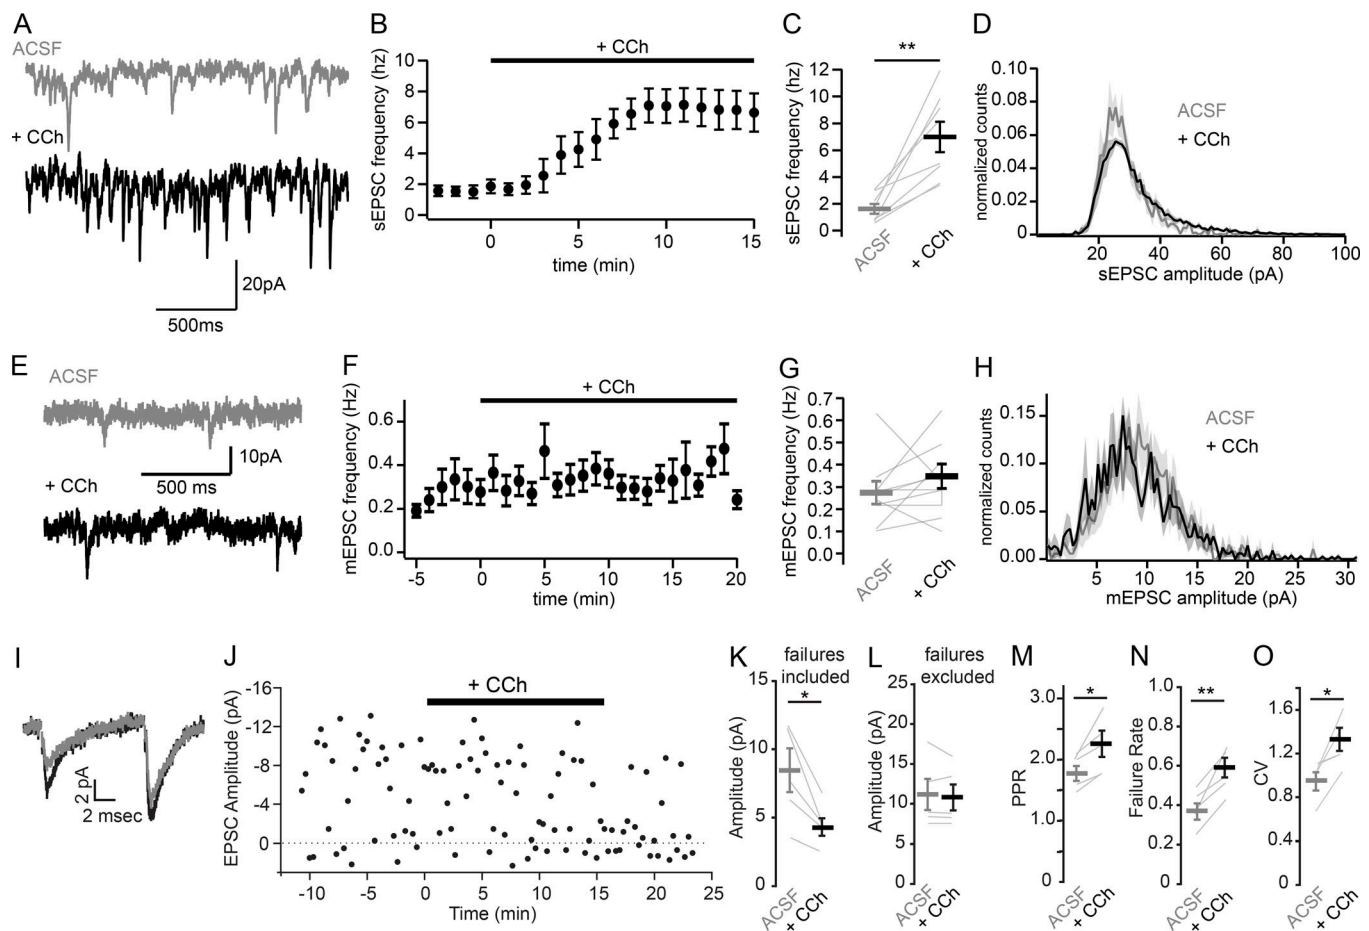 A
ACSF
+ CCh
20pA
500ms
B
+ CCh
sEPSC frequency (hz)
10
8
6
4
2
0
0
5
10
15
time (min)
C
**
sEPSC frequency (hz)
12
10
8
6
4
2
0
ACSF
+ CCh
D
normalized counts
0.10
0.08
0.06
0.04
0.02
0
ACSF
+ CCh
20
40
60
80
100
sEPSC amplitude (pA)
E
ACSF
10pA
500 ms
+ CCh
F
+ CCh
mEPSC frequency (Hz)
0.6
0.4
0.2
0.0
-5
0
5
10
15
20
time (min)
G
mEPSC frequency (Hz)
0.7
0.6
0.5
0.4
0.3
0.2
0.1
0.0
ACSF
+ CCh
H
normalized counts
0.15
0.10
0.05
0.00
ACSF
+ CCh
5
10
15
20
25
30
mEPSC amplitude (pA)
I
2 pA
2 msec
J
+ CCh
EPSC Amplitude (pA)
-16
-12
-8
-4
0
-10
-5
0
5
10
15
20
25
Time (min)
K
failures
included
*
Amplitude (pA)
15
10
5
0
ACSF
+ CCh
L
failures
excluded
Amplitude (pA)
25
20
15
10
5
0
ACSF
+ CCh
M
*
PPR
3.0
2.0
1.0
0
ACSF
+ CCh
N
**
Failure Rate
1.0
0.8
0.6
0.4
0.2
0
ACSF
+ CCh
O
*
CV
1.6
1.2
0.8
0.4
0
ACSF
+ CCh